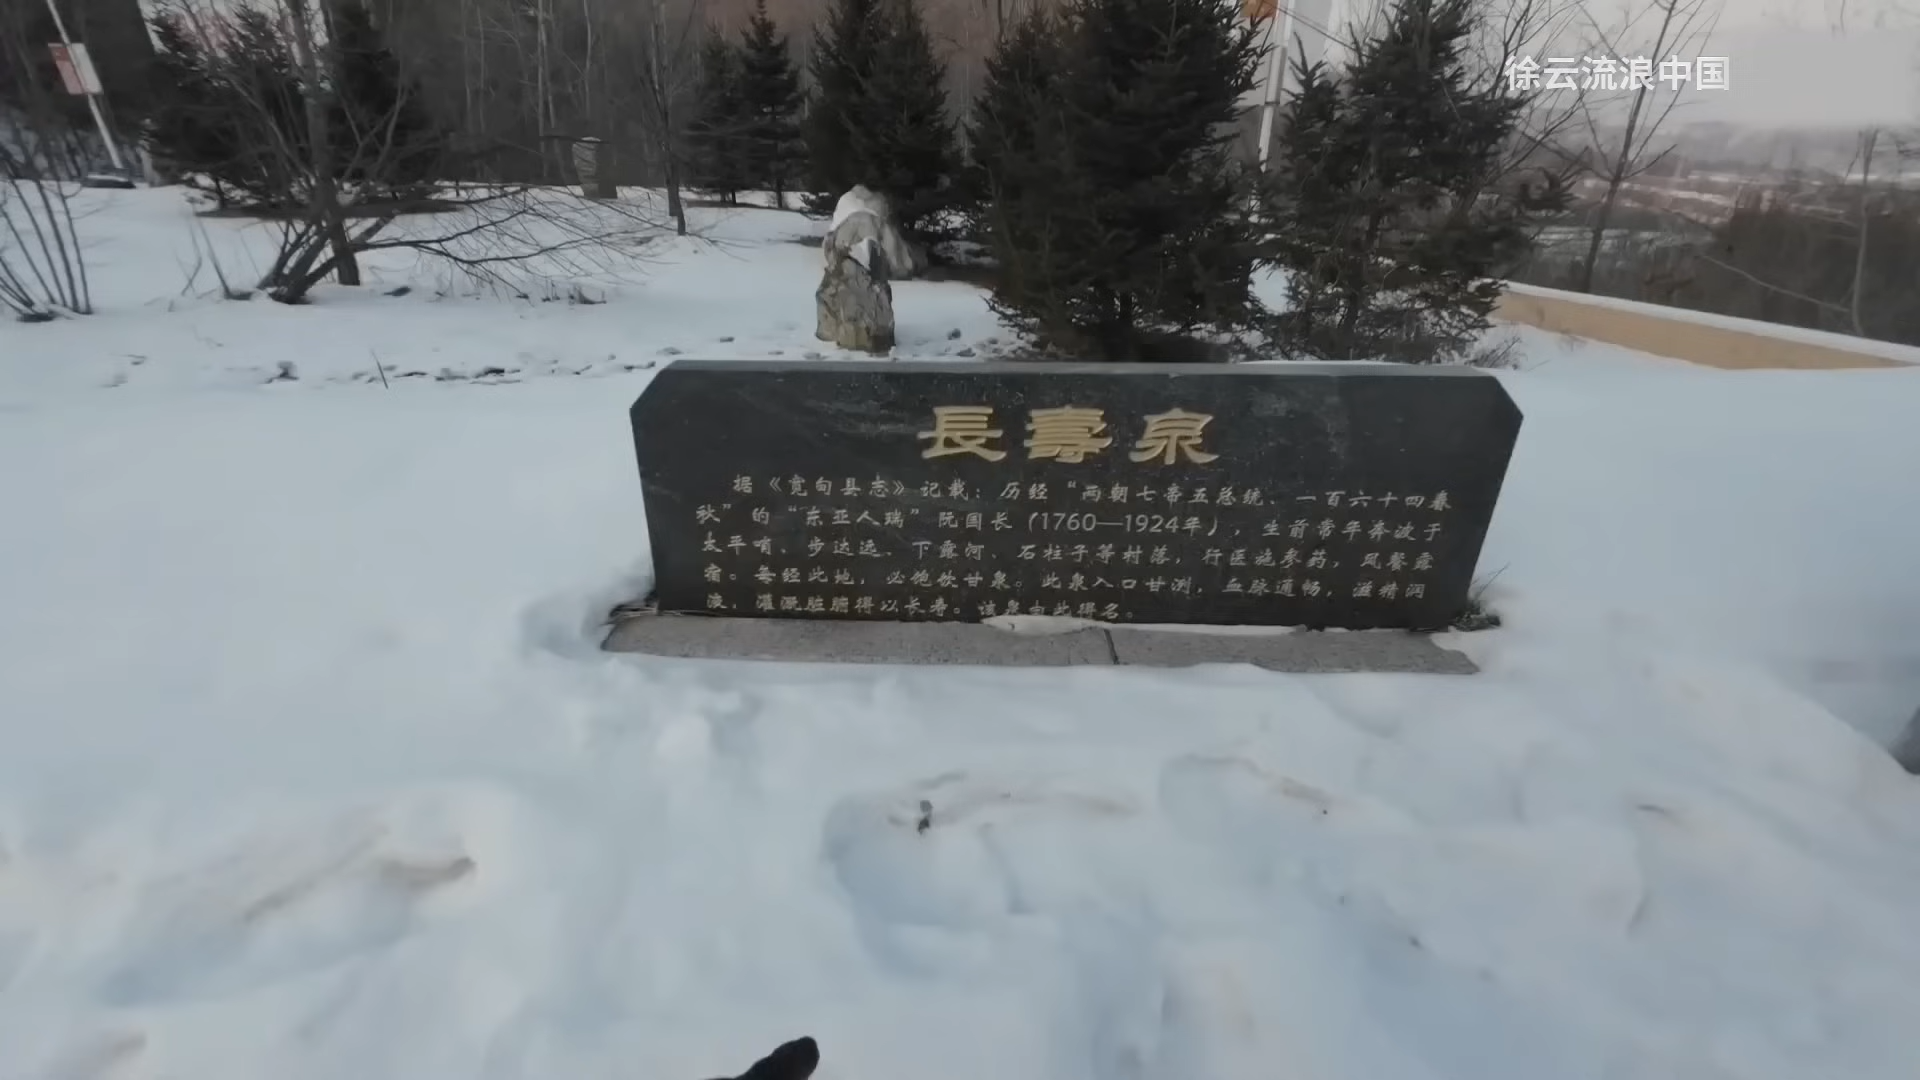 徐云流浪中国
長壽泉
据《宽甸县志》记载：历经“两朝七帝五总统、一百六十四春
秋”的“东亚人瑞”阮国长（1760—1924年），生前常年奔波于
太平哨、步达远、下露河、石柱子等村落，行医施参药，风餐露
宿。每经此地，必饱饮甘泉。此泉入口甘洌，血脉通畅，滋精润
液，灌溉脏腑得以长寿。该泉由此得名。